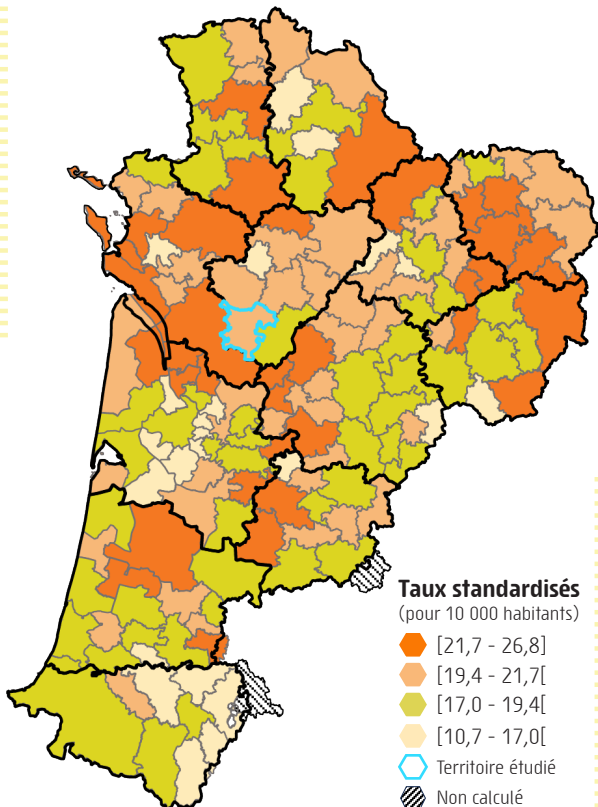 Taux standardisés
(pour 10 000 habitants)
[21,7 - 26,8]
[19,4 - 21,7[
[17,0 - 19,4[
[10,7 - 17,0[
Territoire étudié
Non calculé